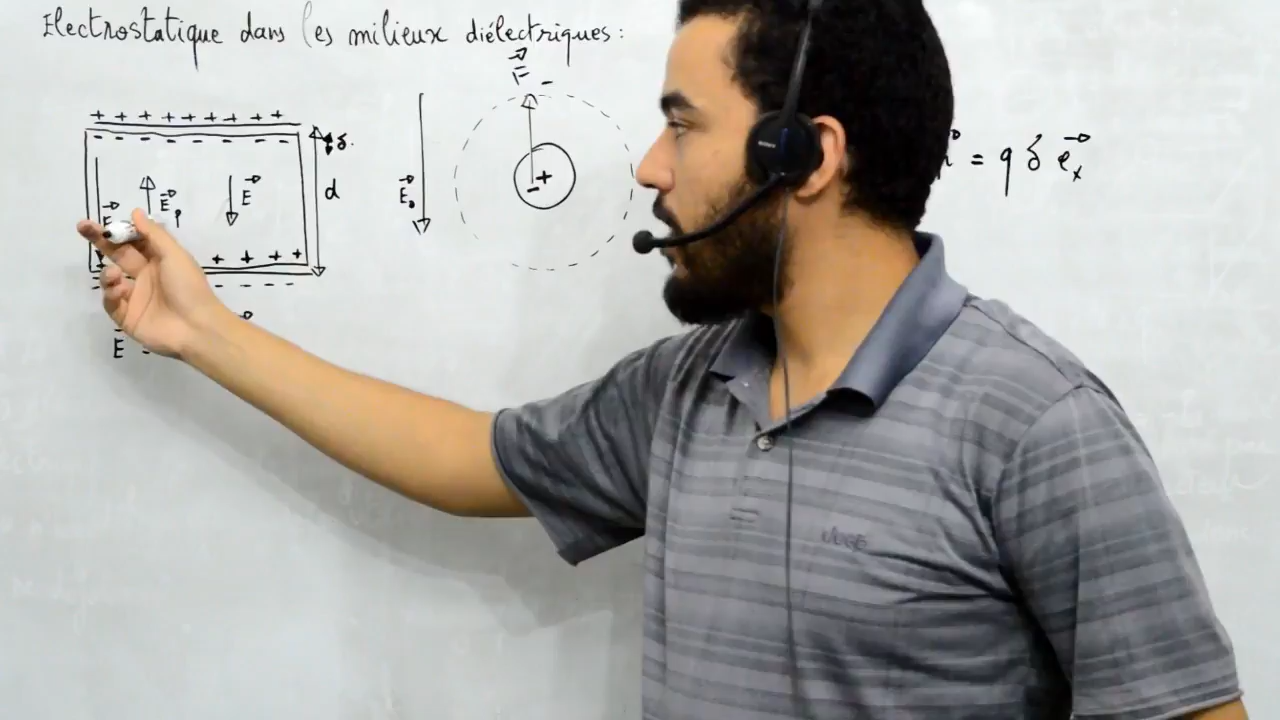 Electrostatique dans les milieux diélectriques :
F⃗ -
+ + + + + + + +
- - - - - - - δ.
E⃗ₚ E⃗ d E⃗₀ - + = q δ e⃗ₓ
+ + + +
E⃗ =